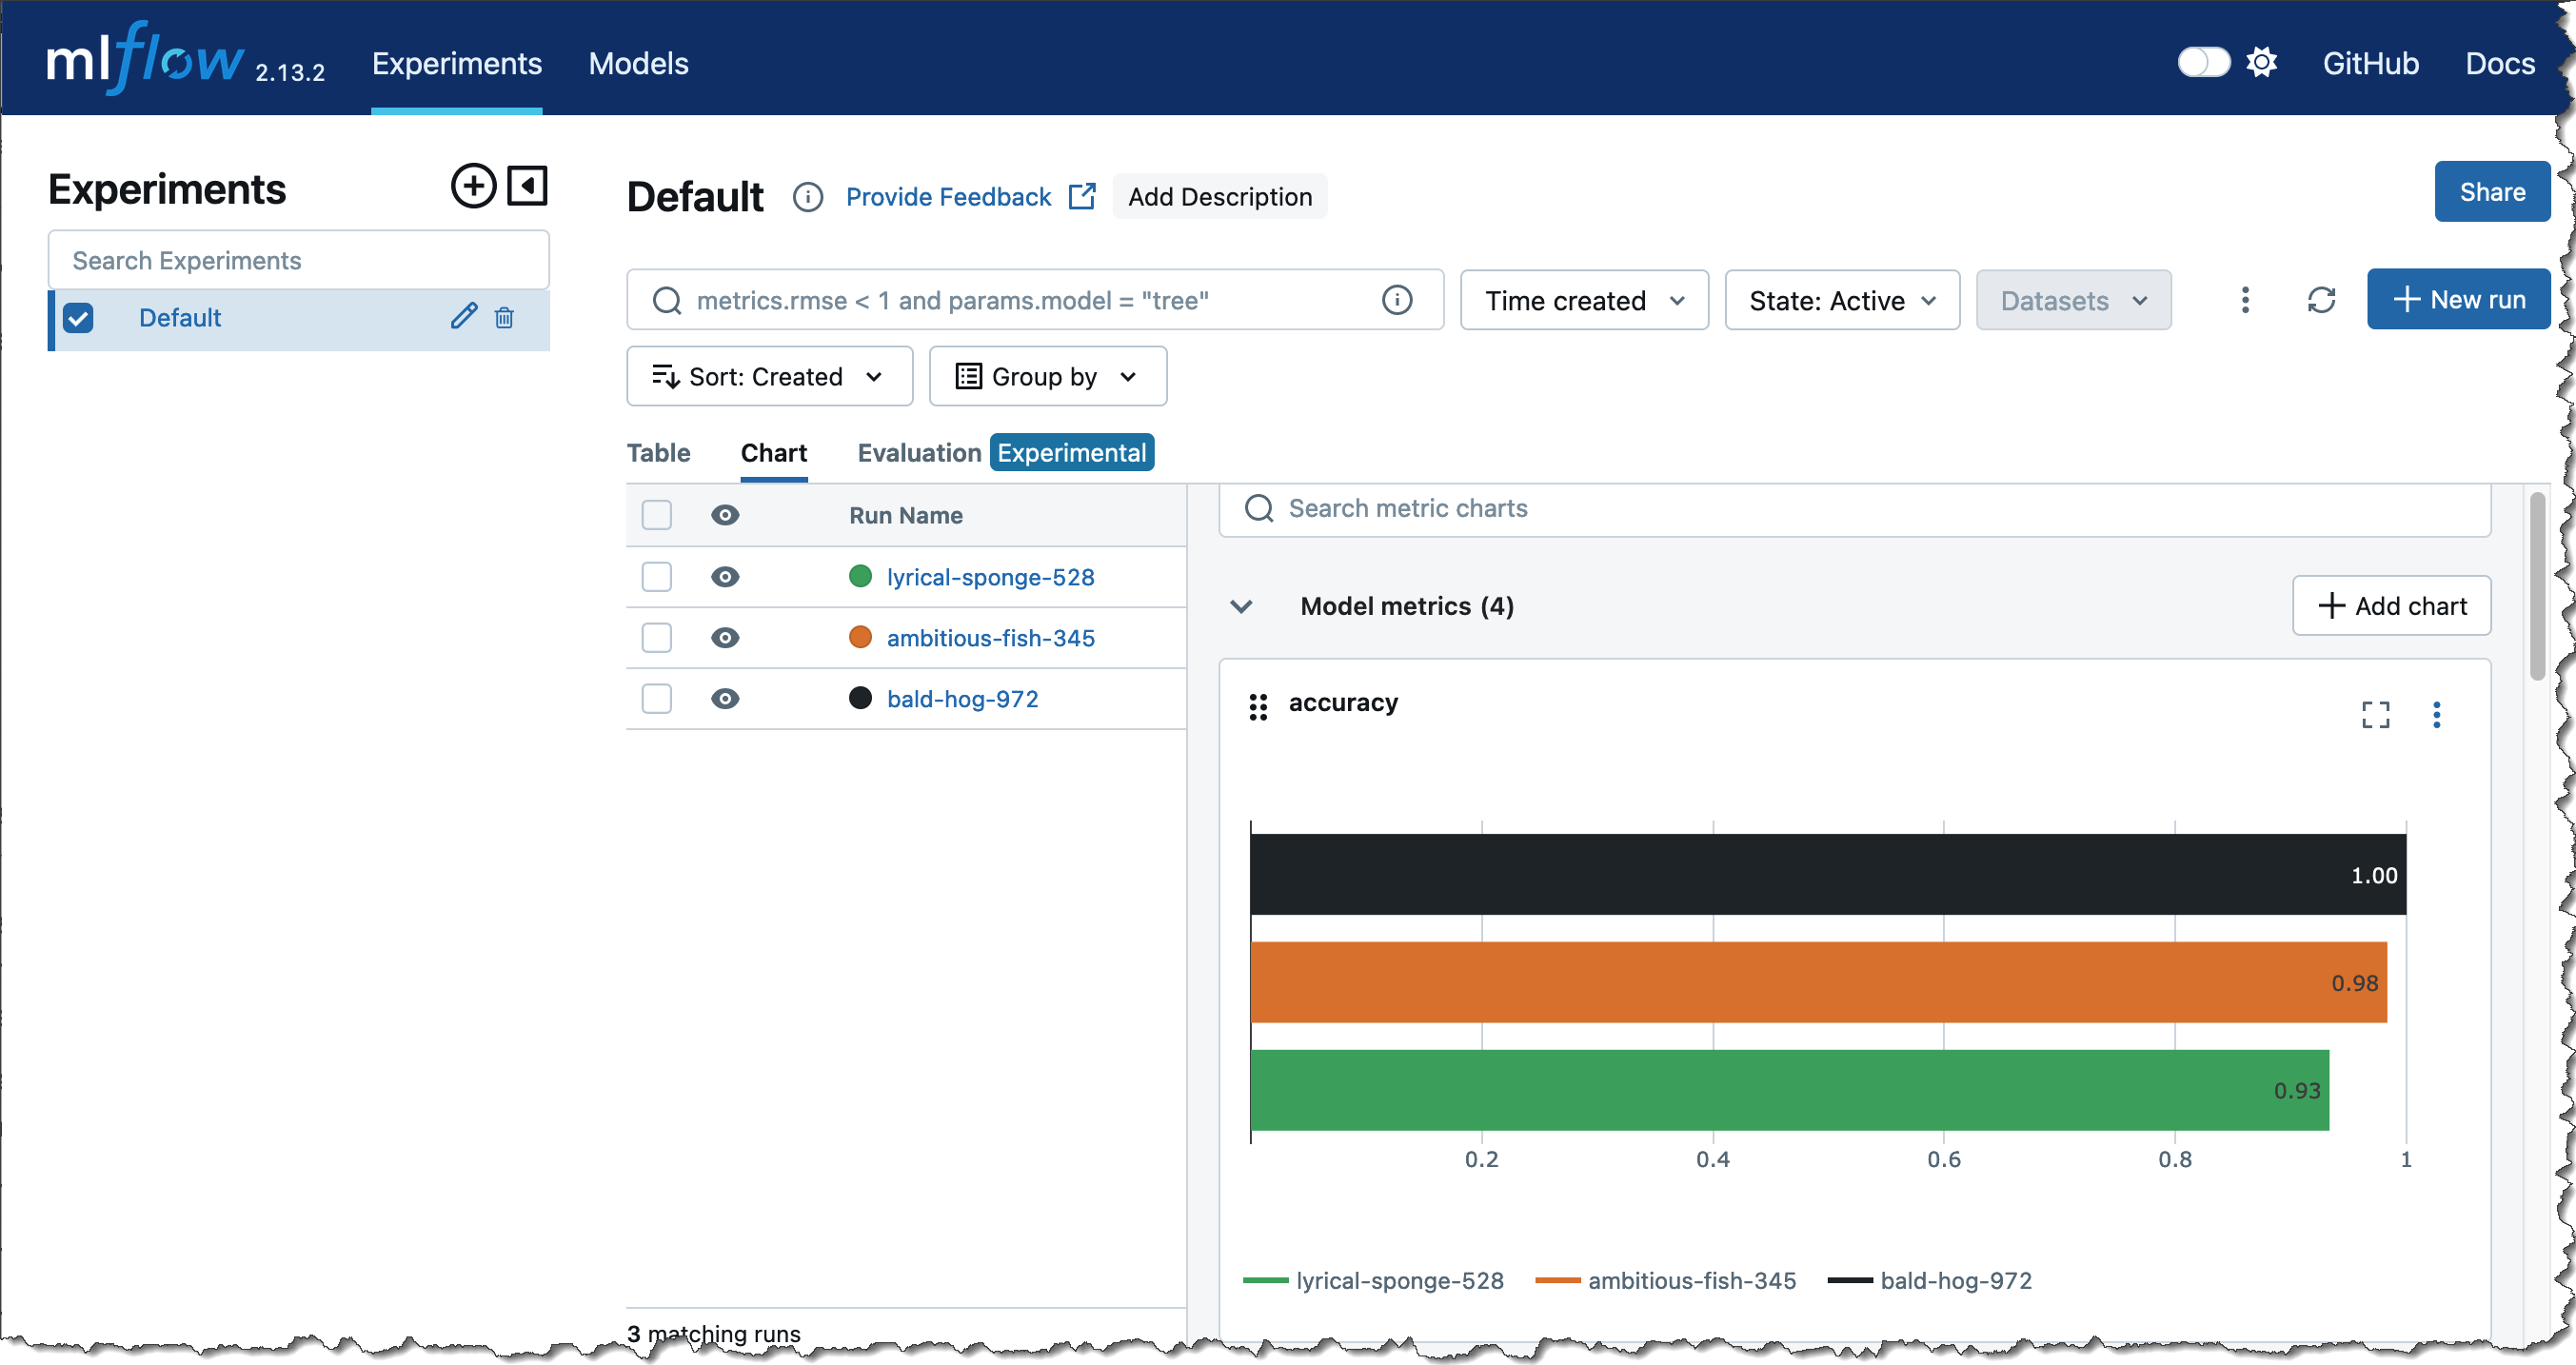 mlflow 2.13.2 Experiments Models GitHub Docs
Experiments
Search Experiments
Default
Default Provide Feedback Add Description Share
metrics.rmse < 1 and params.model = "tree" Time created State: Active Datasets New run
Sort: Created Group by
Table Chart Evaluation Experimental
Run Name
lyrical-sponge-528
ambitious-fish-345
bald-hog-972
3 matching runs
Search metric charts
Model metrics (4) Add chart
accuracy
1.00
0.98
0.93
0.2 0.4 0.6 0.8 1
lyrical-sponge-528 ambitious-fish-345 bald-hog-972